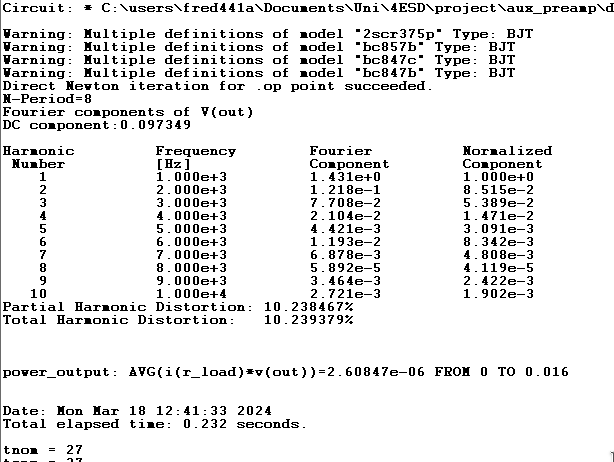 Circuit: * C:\users\fred441a\Documents\Uni\4ESD\project\aux_preamp\d
Warning: Multiple definitions of model "2scr375p" Type: BJT
Warning: Multiple definitions of model "bc857b" Type: BJT
Warning: Multiple definitions of model "bc847c" Type: BJT
Warning: Multiple definitions of model "bc847b" Type: BJT
Direct Newton iteration for .op point succeeded.
N-Period=8
Fourier components of V(out)
DC component:0.097349
Harmonic Frequency Fourier Normalized
Number [Hz] Component Component
1 1.000e+3 1.431e+0 1.000e+0
2 2.000e+3 1.218e-1 8.515e-2
3 3.000e+3 7.708e-2 5.389e-2
4 4.000e+3 2.104e-2 1.471e-2
5 5.000e+3 4.421e-3 3.091e-3
6 6.000e+3 1.193e-2 8.342e-3
7 7.000e+3 6.878e-3 4.808e-3
8 8.000e+3 5.892e-5 4.119e-5
9 9.000e+3 3.464e-3 2.422e-3
10 1.000e+4 2.721e-3 1.902e-3
Partial Harmonic Distortion: 10.238467%
Total Harmonic Distortion: 10.239379%
power_output: AVG(i(r_load)*v(out))=2.60847e-06 FROM 0 TO 0.016
Date: Mon Mar 18 12:41:33 2024
Total elapsed time: 0.232 seconds.
tnom = 27